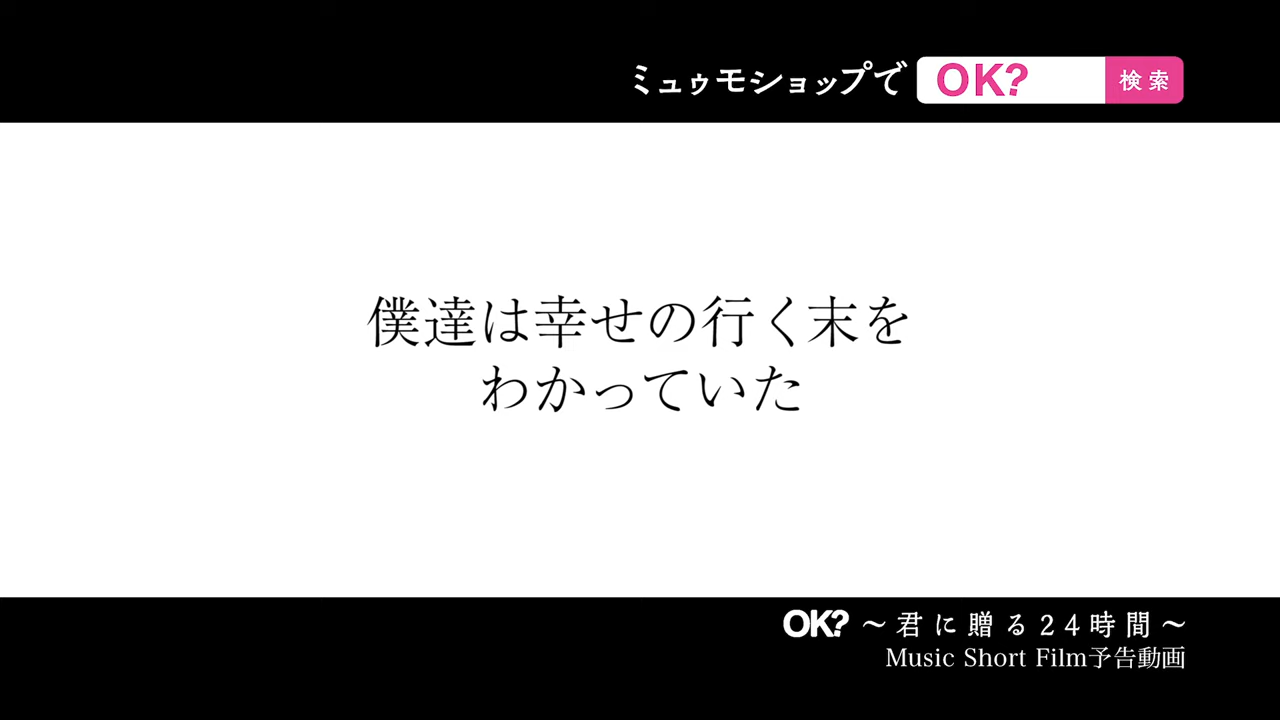 ミュゥモショップで OK? 検索
僕達は幸せの行く末を
わかっていた
OK? ～君に贈る24時間～
Music Short Film予告動画